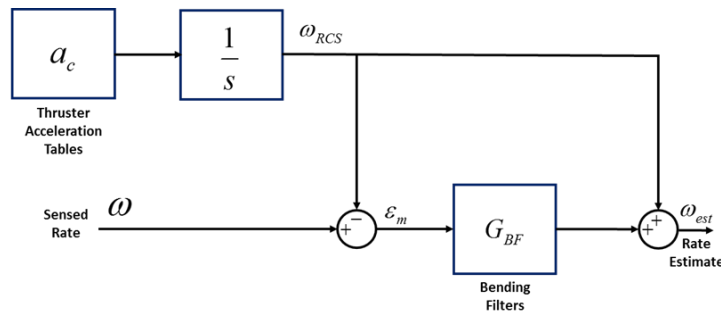 a_c
1
s
ω_RCS
Thruster
Acceleration
Tables
−
+
Sensed
Rate
ω
ε_m
G_BF
+
+
ω_est
Rate
Estimate
Bending
Filters